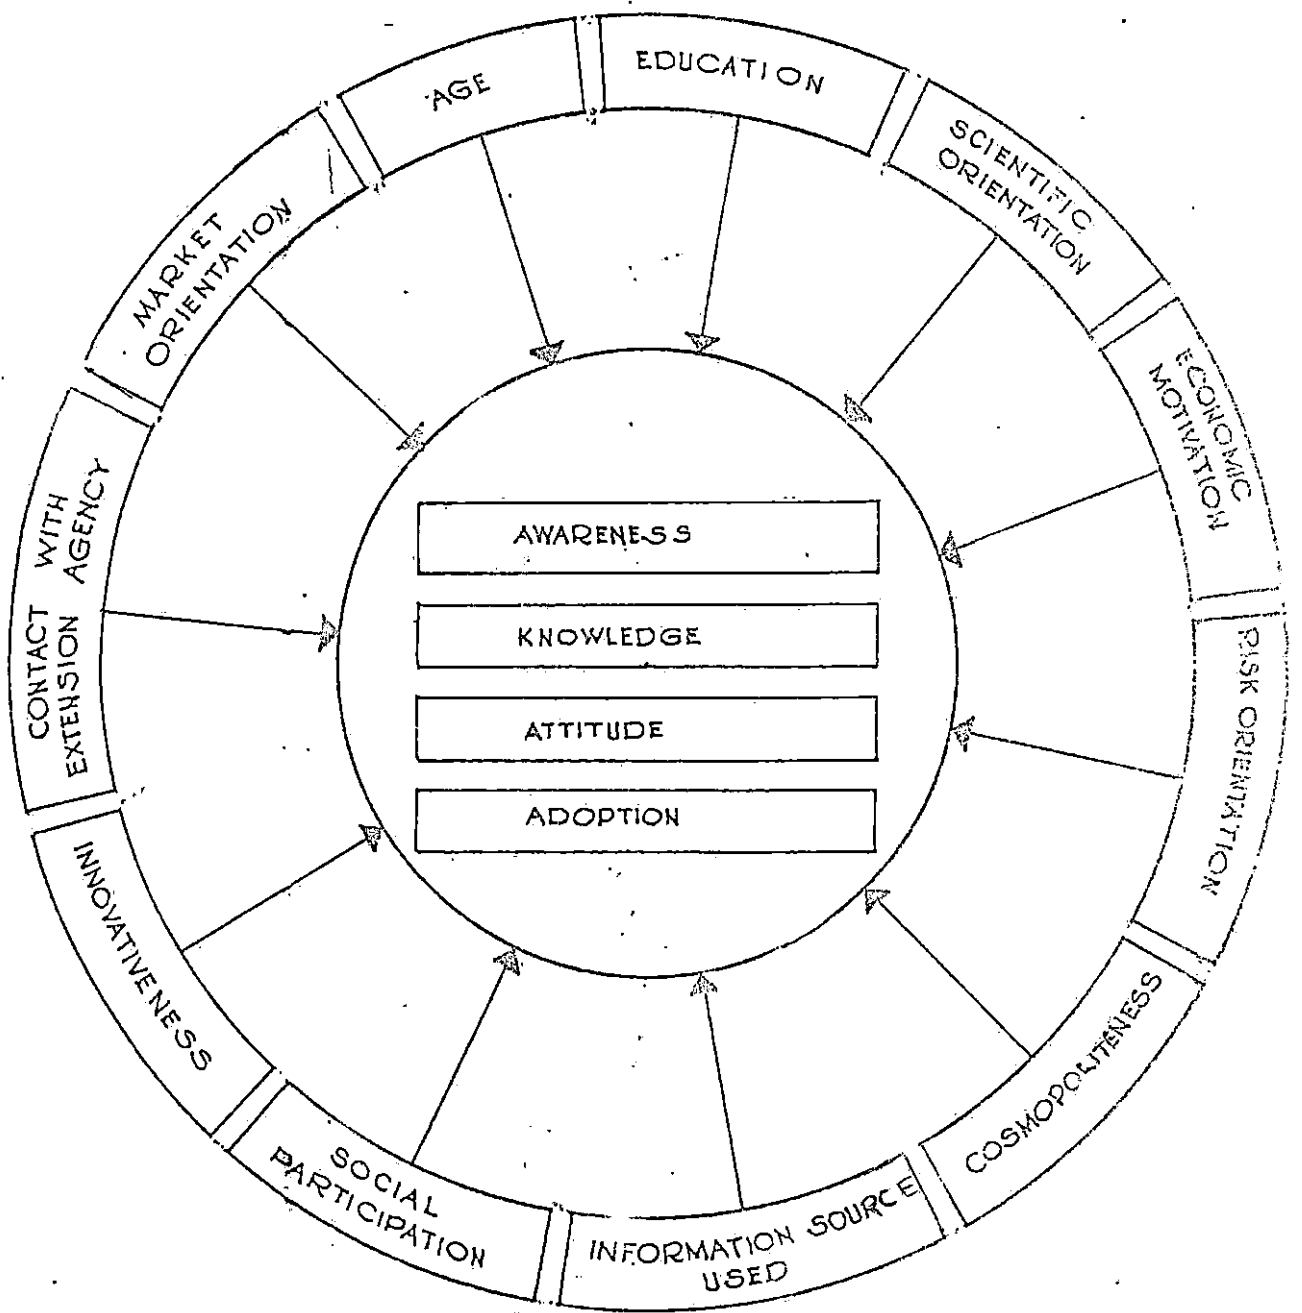 AGE
EDUCATION
SCIENTIFIC
ORIENTATION
ECONOMIC
MOTIVATION
RISK ORIENTATION
COSMOPOLITENESS
INFORMATION SOURCE
USED
SOCIAL
PARTICIPATION
INNOVATIVENESS
CONTACT WITH
EXTENSION AGENCY
MARKET
ORIENTATION
AWARENESS
KNOWLEDGE
ATTITUDE
ADOPTION